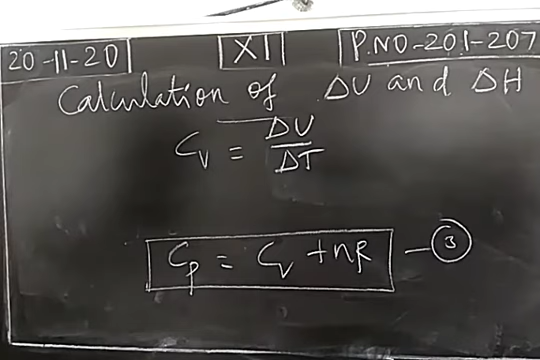 20-11-20 XI P.NO-201-207
Calculation of ΔU and ΔH
Cv = ΔU/ΔT
Cp = Cv + nR — ③